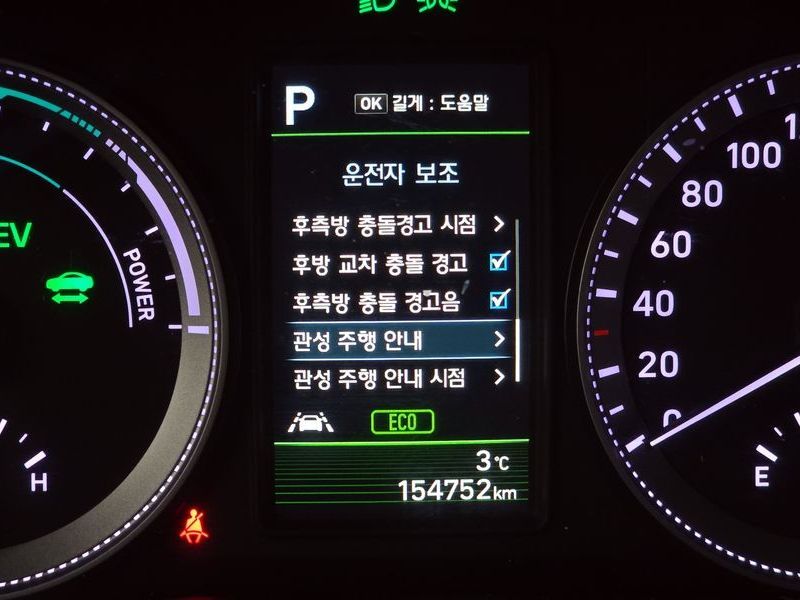 P OK 길게 : 도움말
운전자 보조
후측방 충돌경고 시점 >
후방 교차 충돌 경고
후측방 충돌 경고음
관성 주행 안내 >
관성 주행 안내 시점 >
ECO
3℃
154752km
EV
POWER
H
100
80
60
40
20
0
E